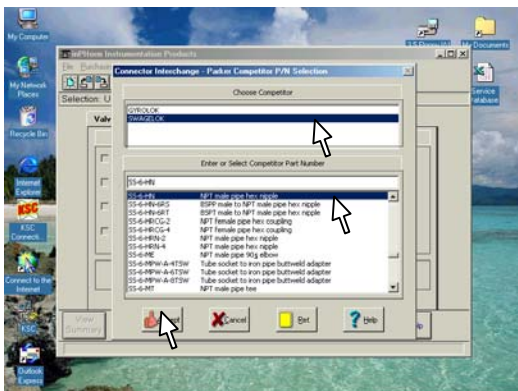 My Computer
3.5 Floppy (A)
My Documents
inPHorm Instrumentation Products
File
Connector Interchange - Parker Competitor P/N Selection
My Network
Places
Selection: U
Choose Competitor
Service
Database
GYROLOK
SWAGELOK
Valv
Recycle Bin
Enter or Select Competitor Part Number
SS-6-HN
Internet
Explorer
SS-6-HN NPT male pipe hex nipple
SS-6-HN-6RS BSPP male to NPT male pipe hex nipple
SS-6-HN-6RT BSPT male to NPT male pipe hex nipple
KSC
SS-6-HRCG-2 NPT female pipe hex coupling
SS-6-HRCG-4 NPT female pipe hex coupling
KSC
Connecti...
SS-6-HRN-2 NPT male pipe hex nipple
SS-6-HRN-4 NPT male pipe hex nipple
SS-6-ME NPT male pipe 90g elbow
SS-6-MPW-A-4TSW Tube socket to iron pipe buttweld adapter
SS-6-MPW-A-6TSW Tube socket to iron pipe buttweld adapter
SS-6-MPW-A-8TSW Tube socket to iron pipe buttweld adapter
SS-6-MT NPT male pipe tee
Connect to the
Internet
View
Summary
Cancel
Help
KSC
Outlook
Express